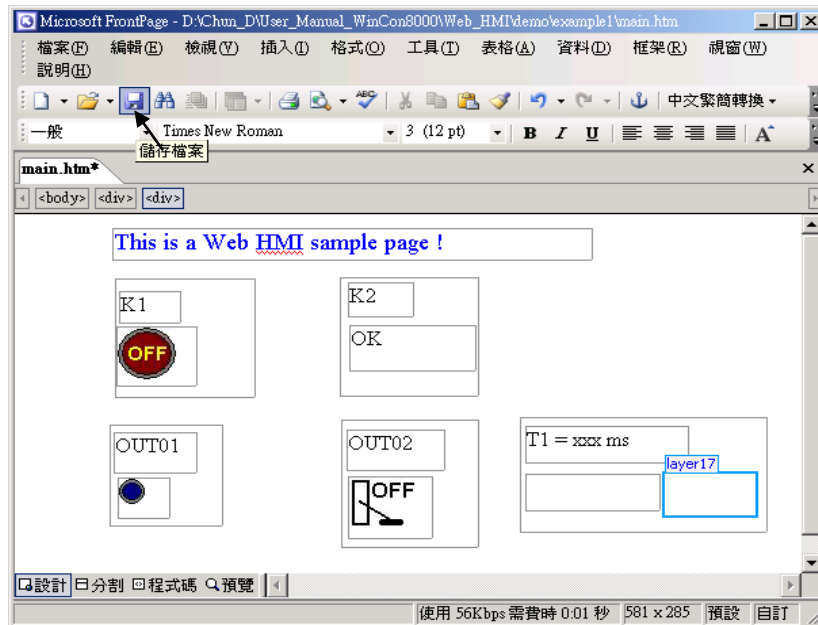 Microsoft FrontPage - D:\Chun_D\User_Manual_WinCon8000\Web_HMI\demo\example1\main.htm
檔案(F) 編輯(E) 檢視(V) 插入(I) 格式(O) 工具(T) 表格(A) 資料(D) 框架(R) 視窗(W)
說明(H)
ABC 中文繁簡轉換
一般 Times New Roman 3 (12 pt) B I U A
儲存檔案
main.htm*
<body> <div> <div>
This is a Web HMI sample page !
K1
OFF
K2
OK
OUT01
OUT02
OFF
T1 = xxx ms
layer17
設計 分割 程式碼 預覽
使用 56Kbps 需費時 0:01 秒 581 x 285 預設 自訂